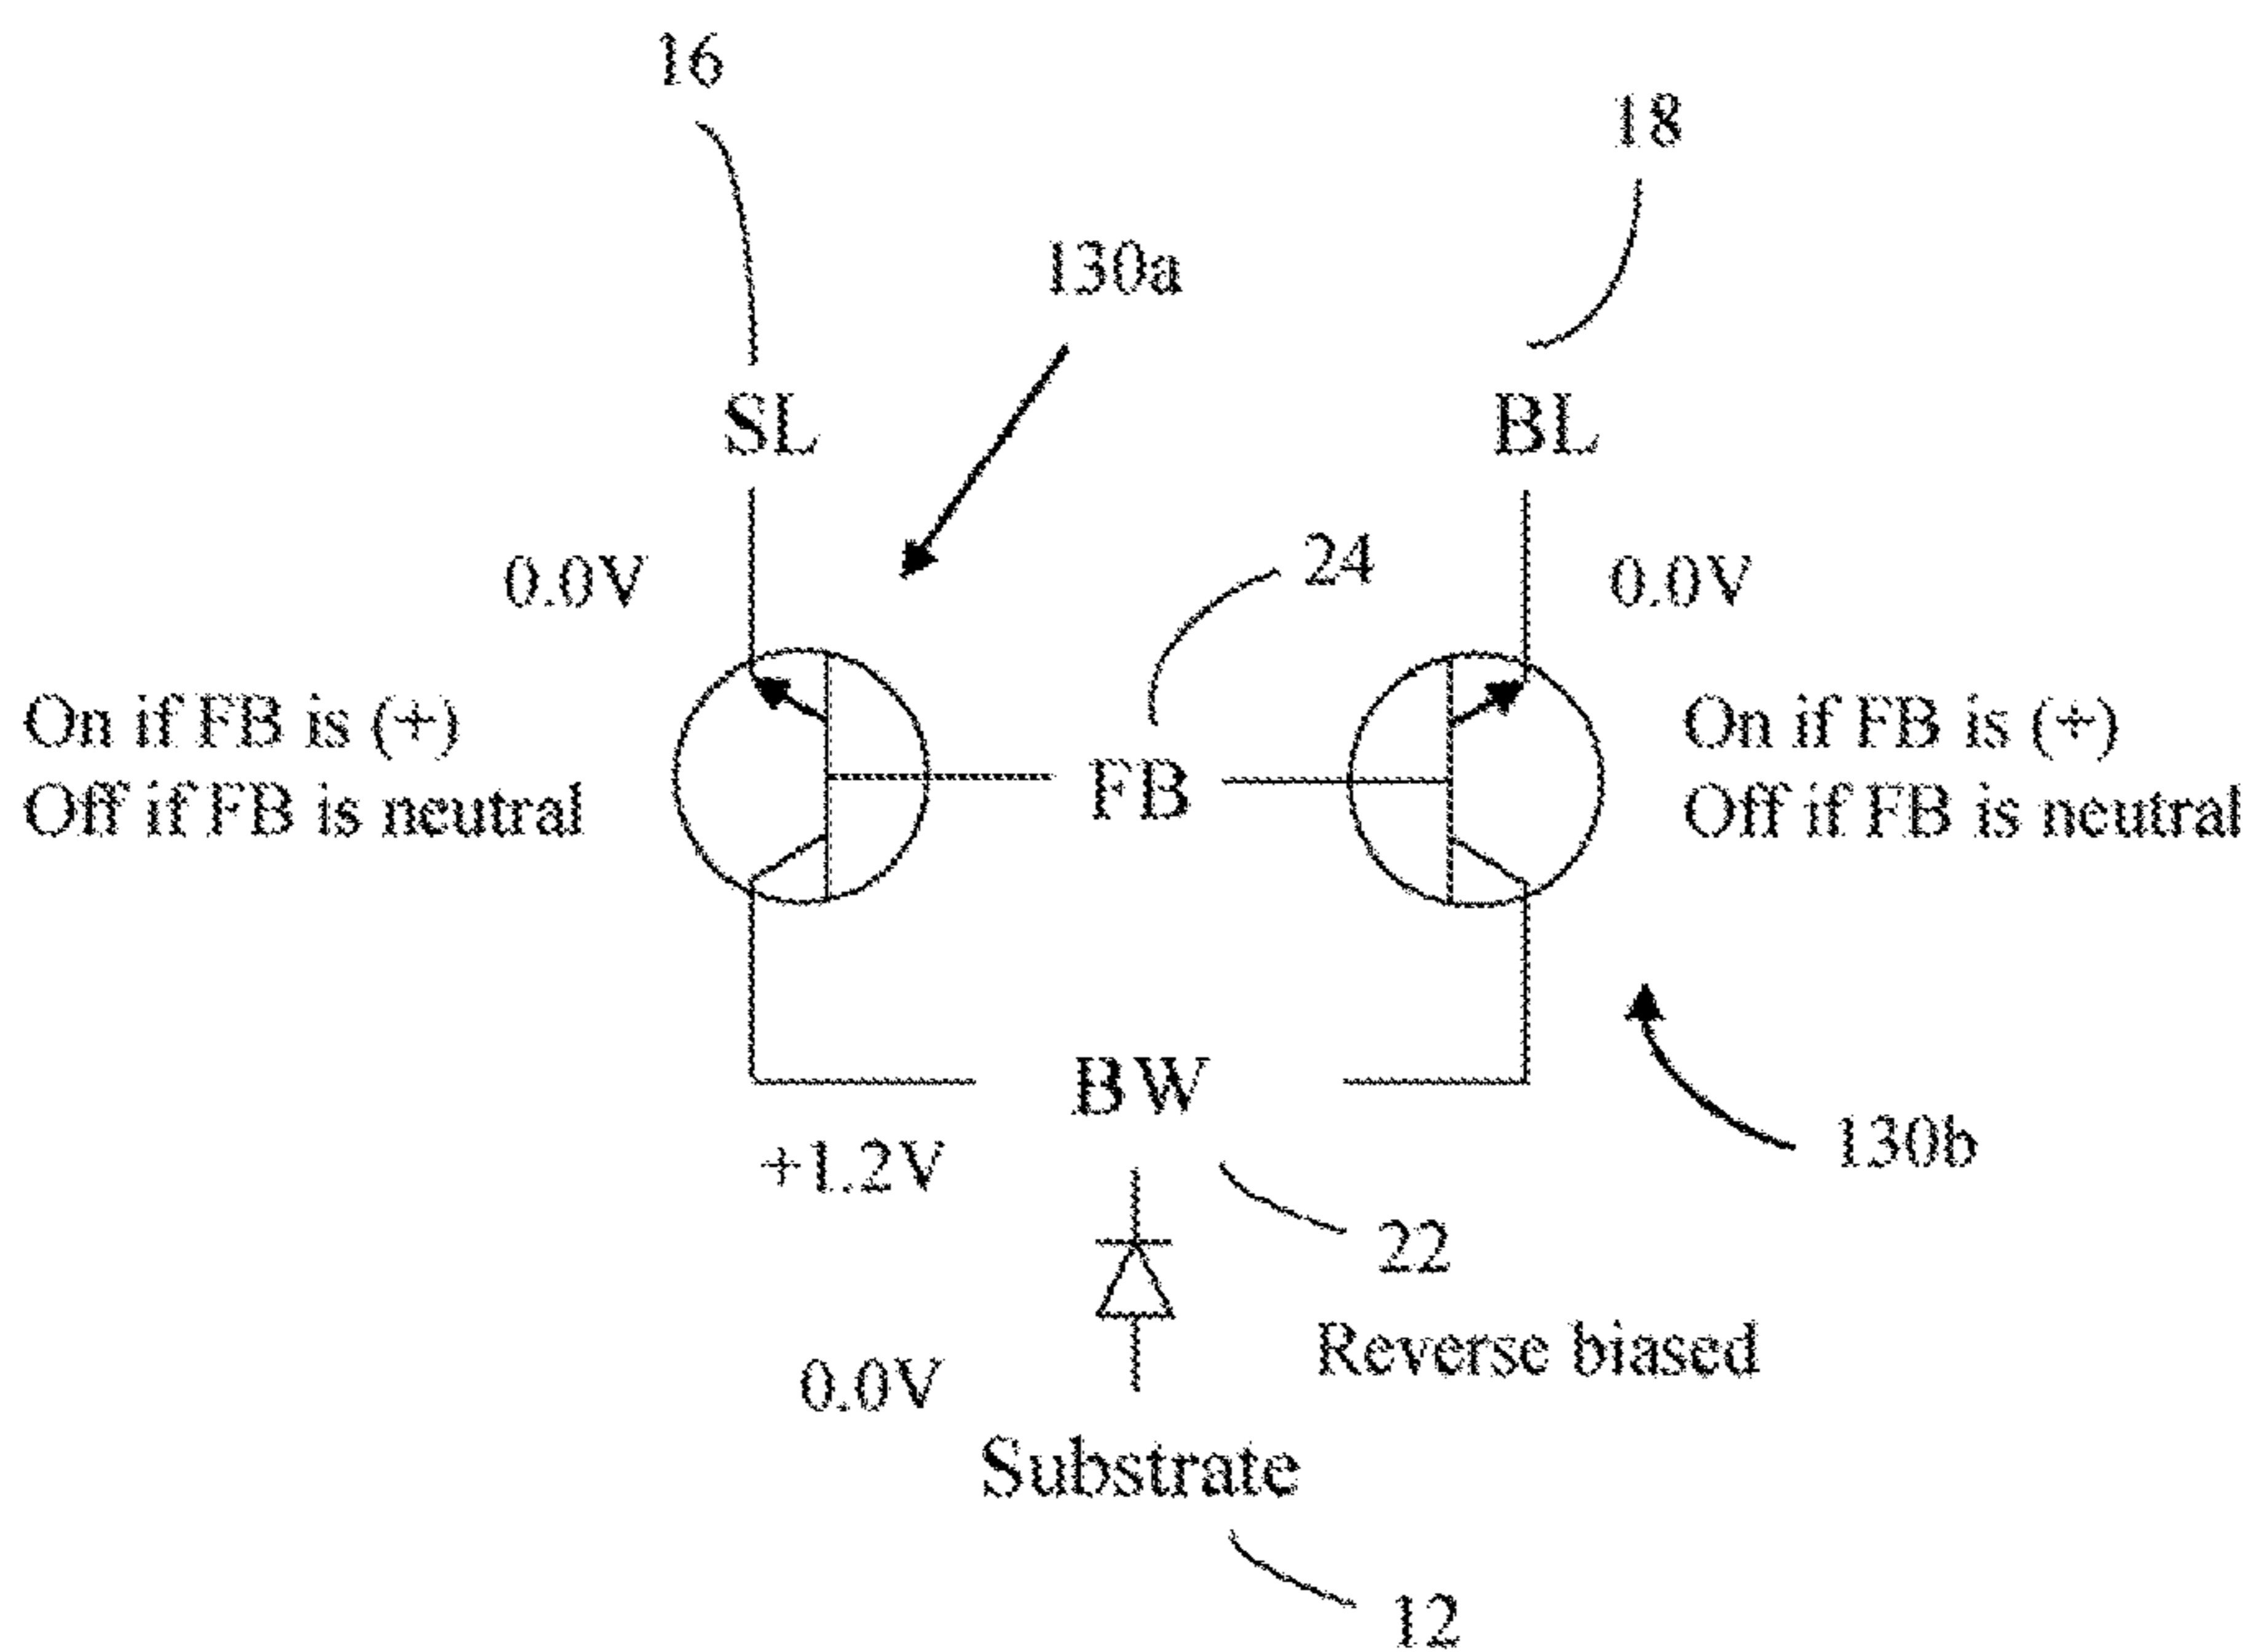 16
18
130a
SL
BL
24
0.0V
0.0V
On if FB is (+)
Off if FB is neutral
FB
On if FB is (+)
Off if FB is neutral
BW
+1.2V
130b
22
Reverse biased
0.0V
Substrate
12